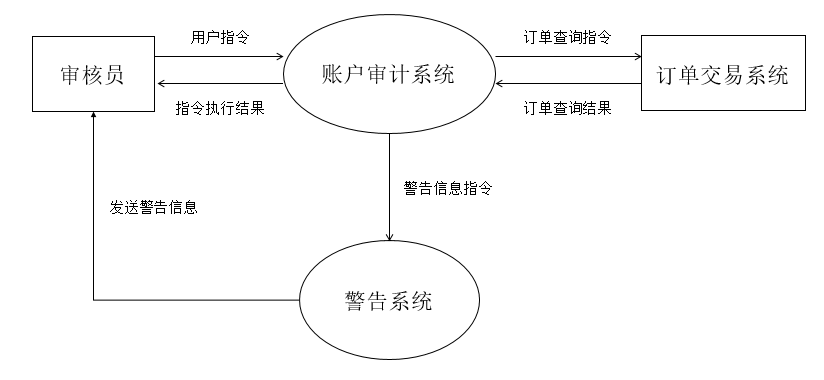 用户指令
订单查询指令
审核员
账户审计系统
订单交易系统
指令执行结果
订单查询结果
警告信息指令
发送警告信息
警告系统